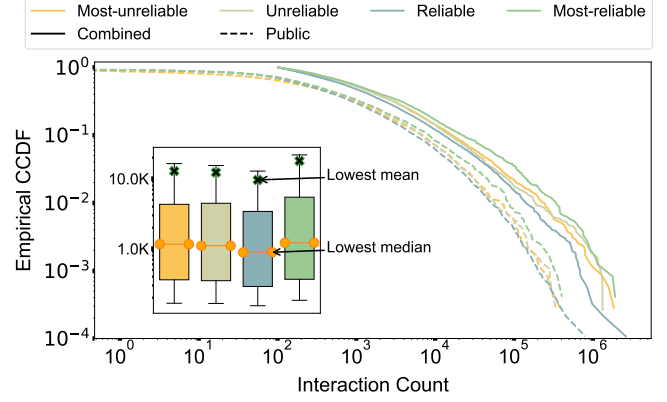 Most-unreliable Unreliable Reliable Most-reliable
Combined Public
10^0
10^-1
10^-2
10^-3
10^-4
Empirical CCDF
10.0K
1.0K
Lowest mean
Lowest median
10^0 10^1 10^2 10^3 10^4 10^5 10^6
Interaction Count